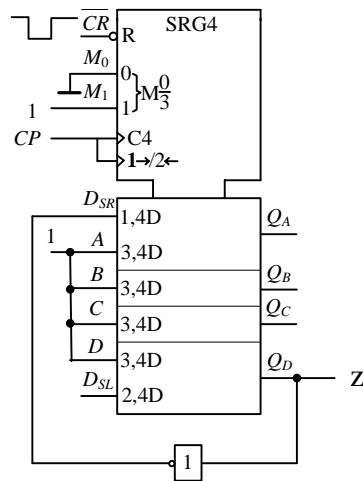 CR SRG4
R
M0 0
M1 M0/3
1 1
CP C4
1→/2←
DSR
1,4D QA
1 A 3,4D
B 3,4D QB
C 3,4D QC
D 3,4D
QD
DSL 2,4D Z
1